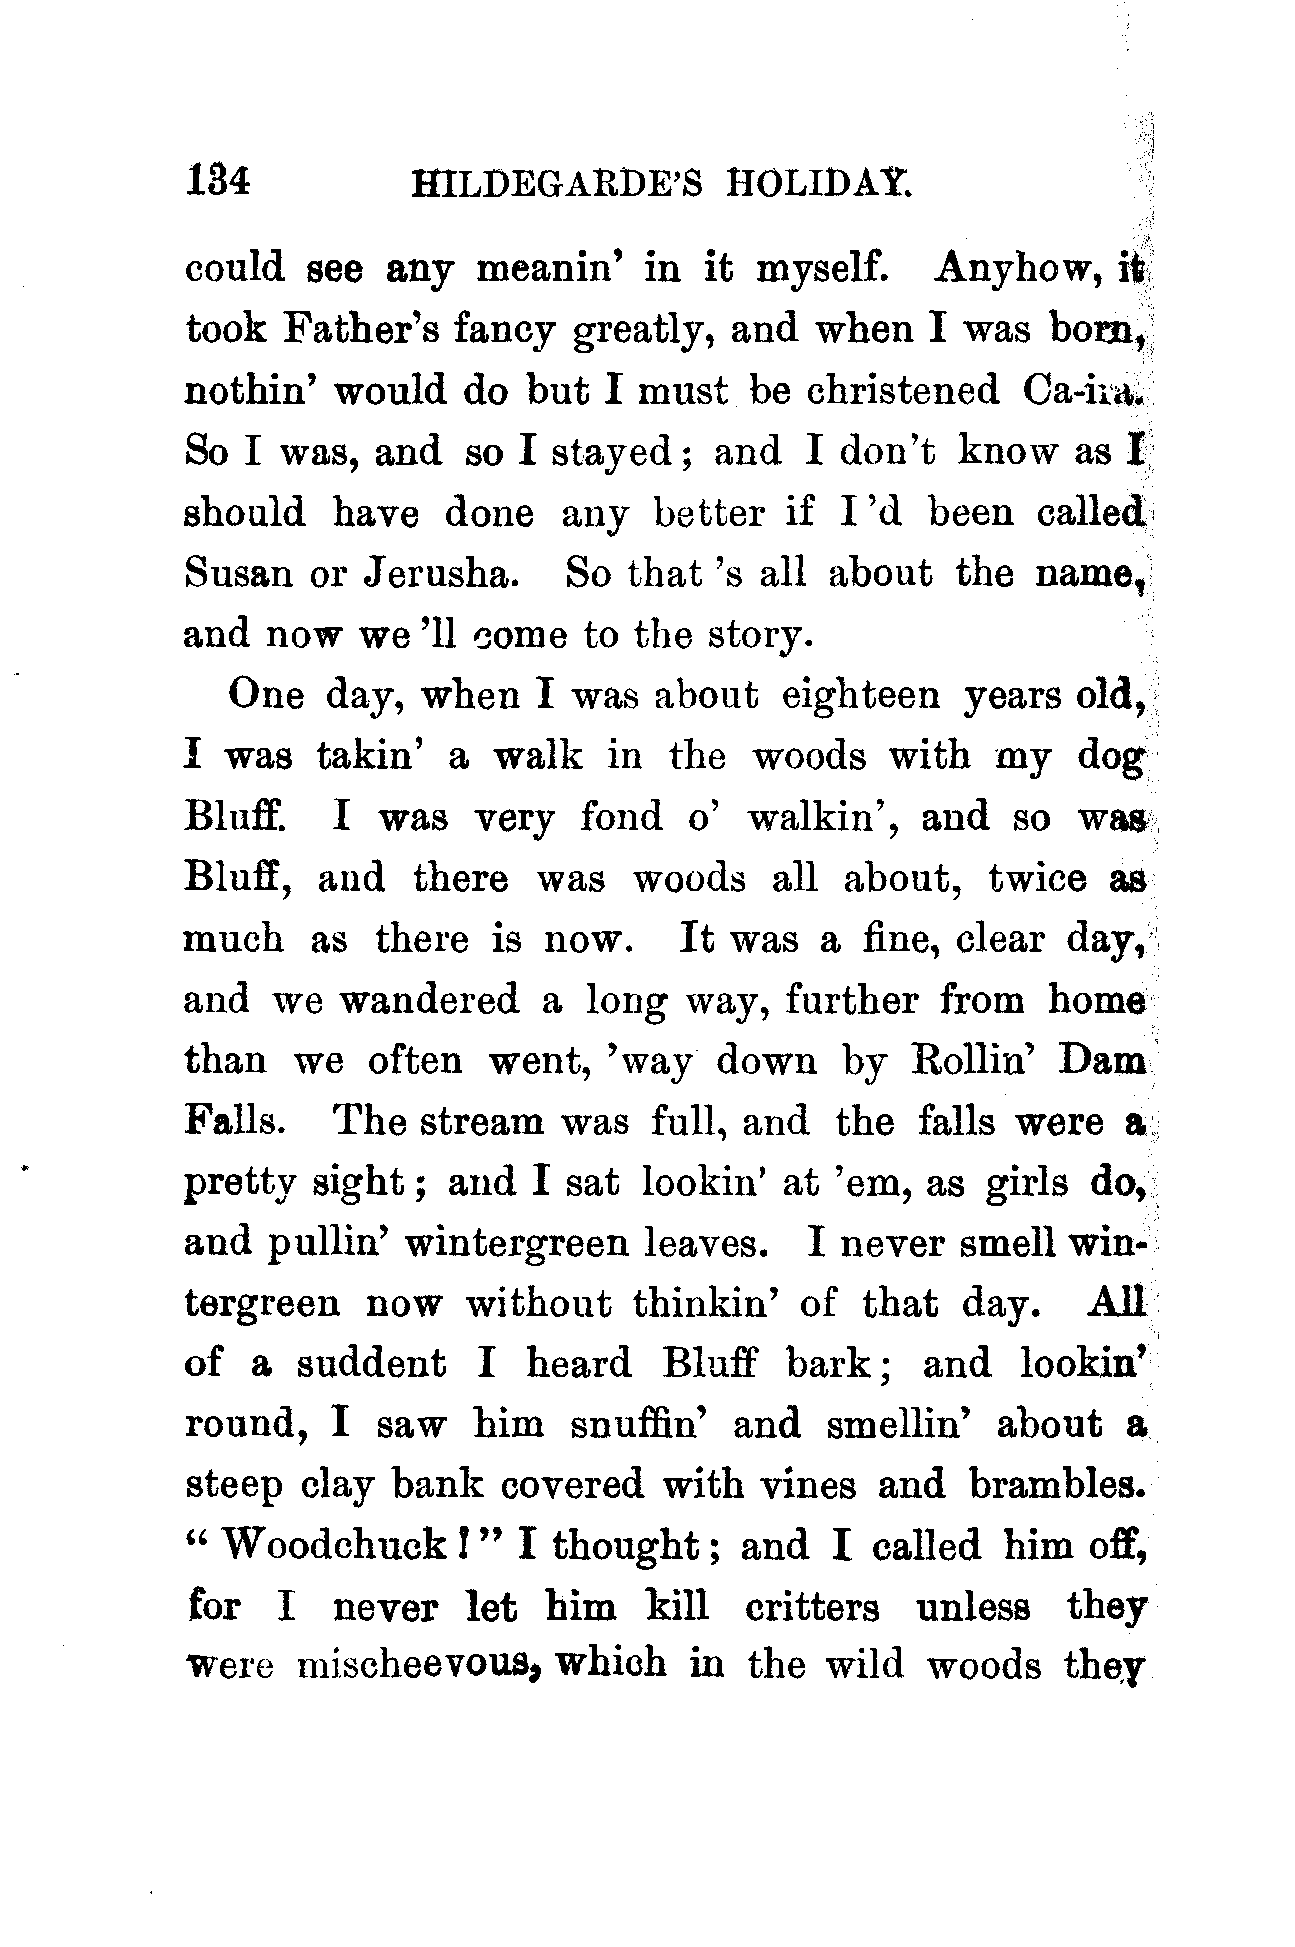 134 HILDEGARDE'S HOLIDAY.
could see any meanin' in it myself. Anyhow, it
took Father's fancy greatly, and when I was born,
nothin' would do but I must be christened Ca-iry.
So I was, and so I stayed; and I don't know as I
should have done any better if I 'd been called
Susan or Jerusha. So that 's all about the name,
and now we 'll come to the story.
One day, when I was about eighteen years old,
I was takin' a walk in the woods with my dog
Bluff. I was very fond o' walkin', and so was
Bluff, and there was woods all about, twice as
much as there is now. It was a fine, clear day,
and we wandered a long way, further from home
than we often went, 'way down by Rollin' Dam
Falls. The stream was full, and the falls were a
pretty sight; and I sat lookin' at 'em, as girls do,
and pullin' wintergreen leaves. I never smell win-
tergreen now without thinkin' of that day. All
of a suddent I heard Bluff bark; and lookin'
round, I saw him snuffin' and smellin' about a
steep clay bank covered with vines and brambles.
"Woodchuck!" I thought; and I called him off,
for I never let him kill critters unless they
were mischeevous, which in the wild woods they